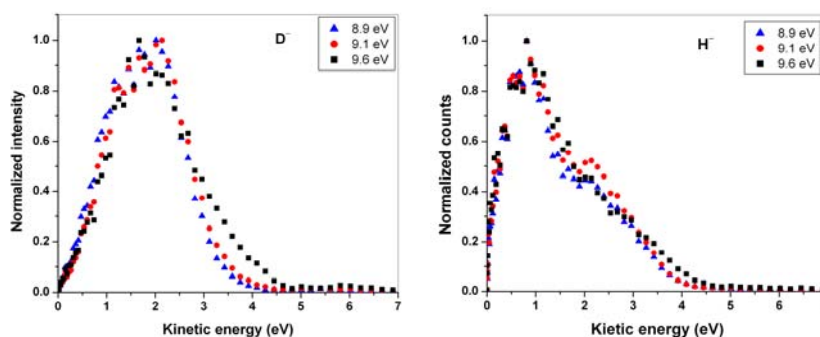 D⁻
8.9 eV
9.1 eV
9.6 eV
Normalized intensity
1.0
0.8
0.6
0.4
0.2
0.0
0 1 2 3 4 5 6 7
Kinetic energy (eV)
H⁻
8.9 eV
9.1 eV
9.6 eV
Normalized counts
1.0
0.8
0.6
0.4
0.2
0.0
0 1 2 3 4 5 6
Kietic energy (eV)